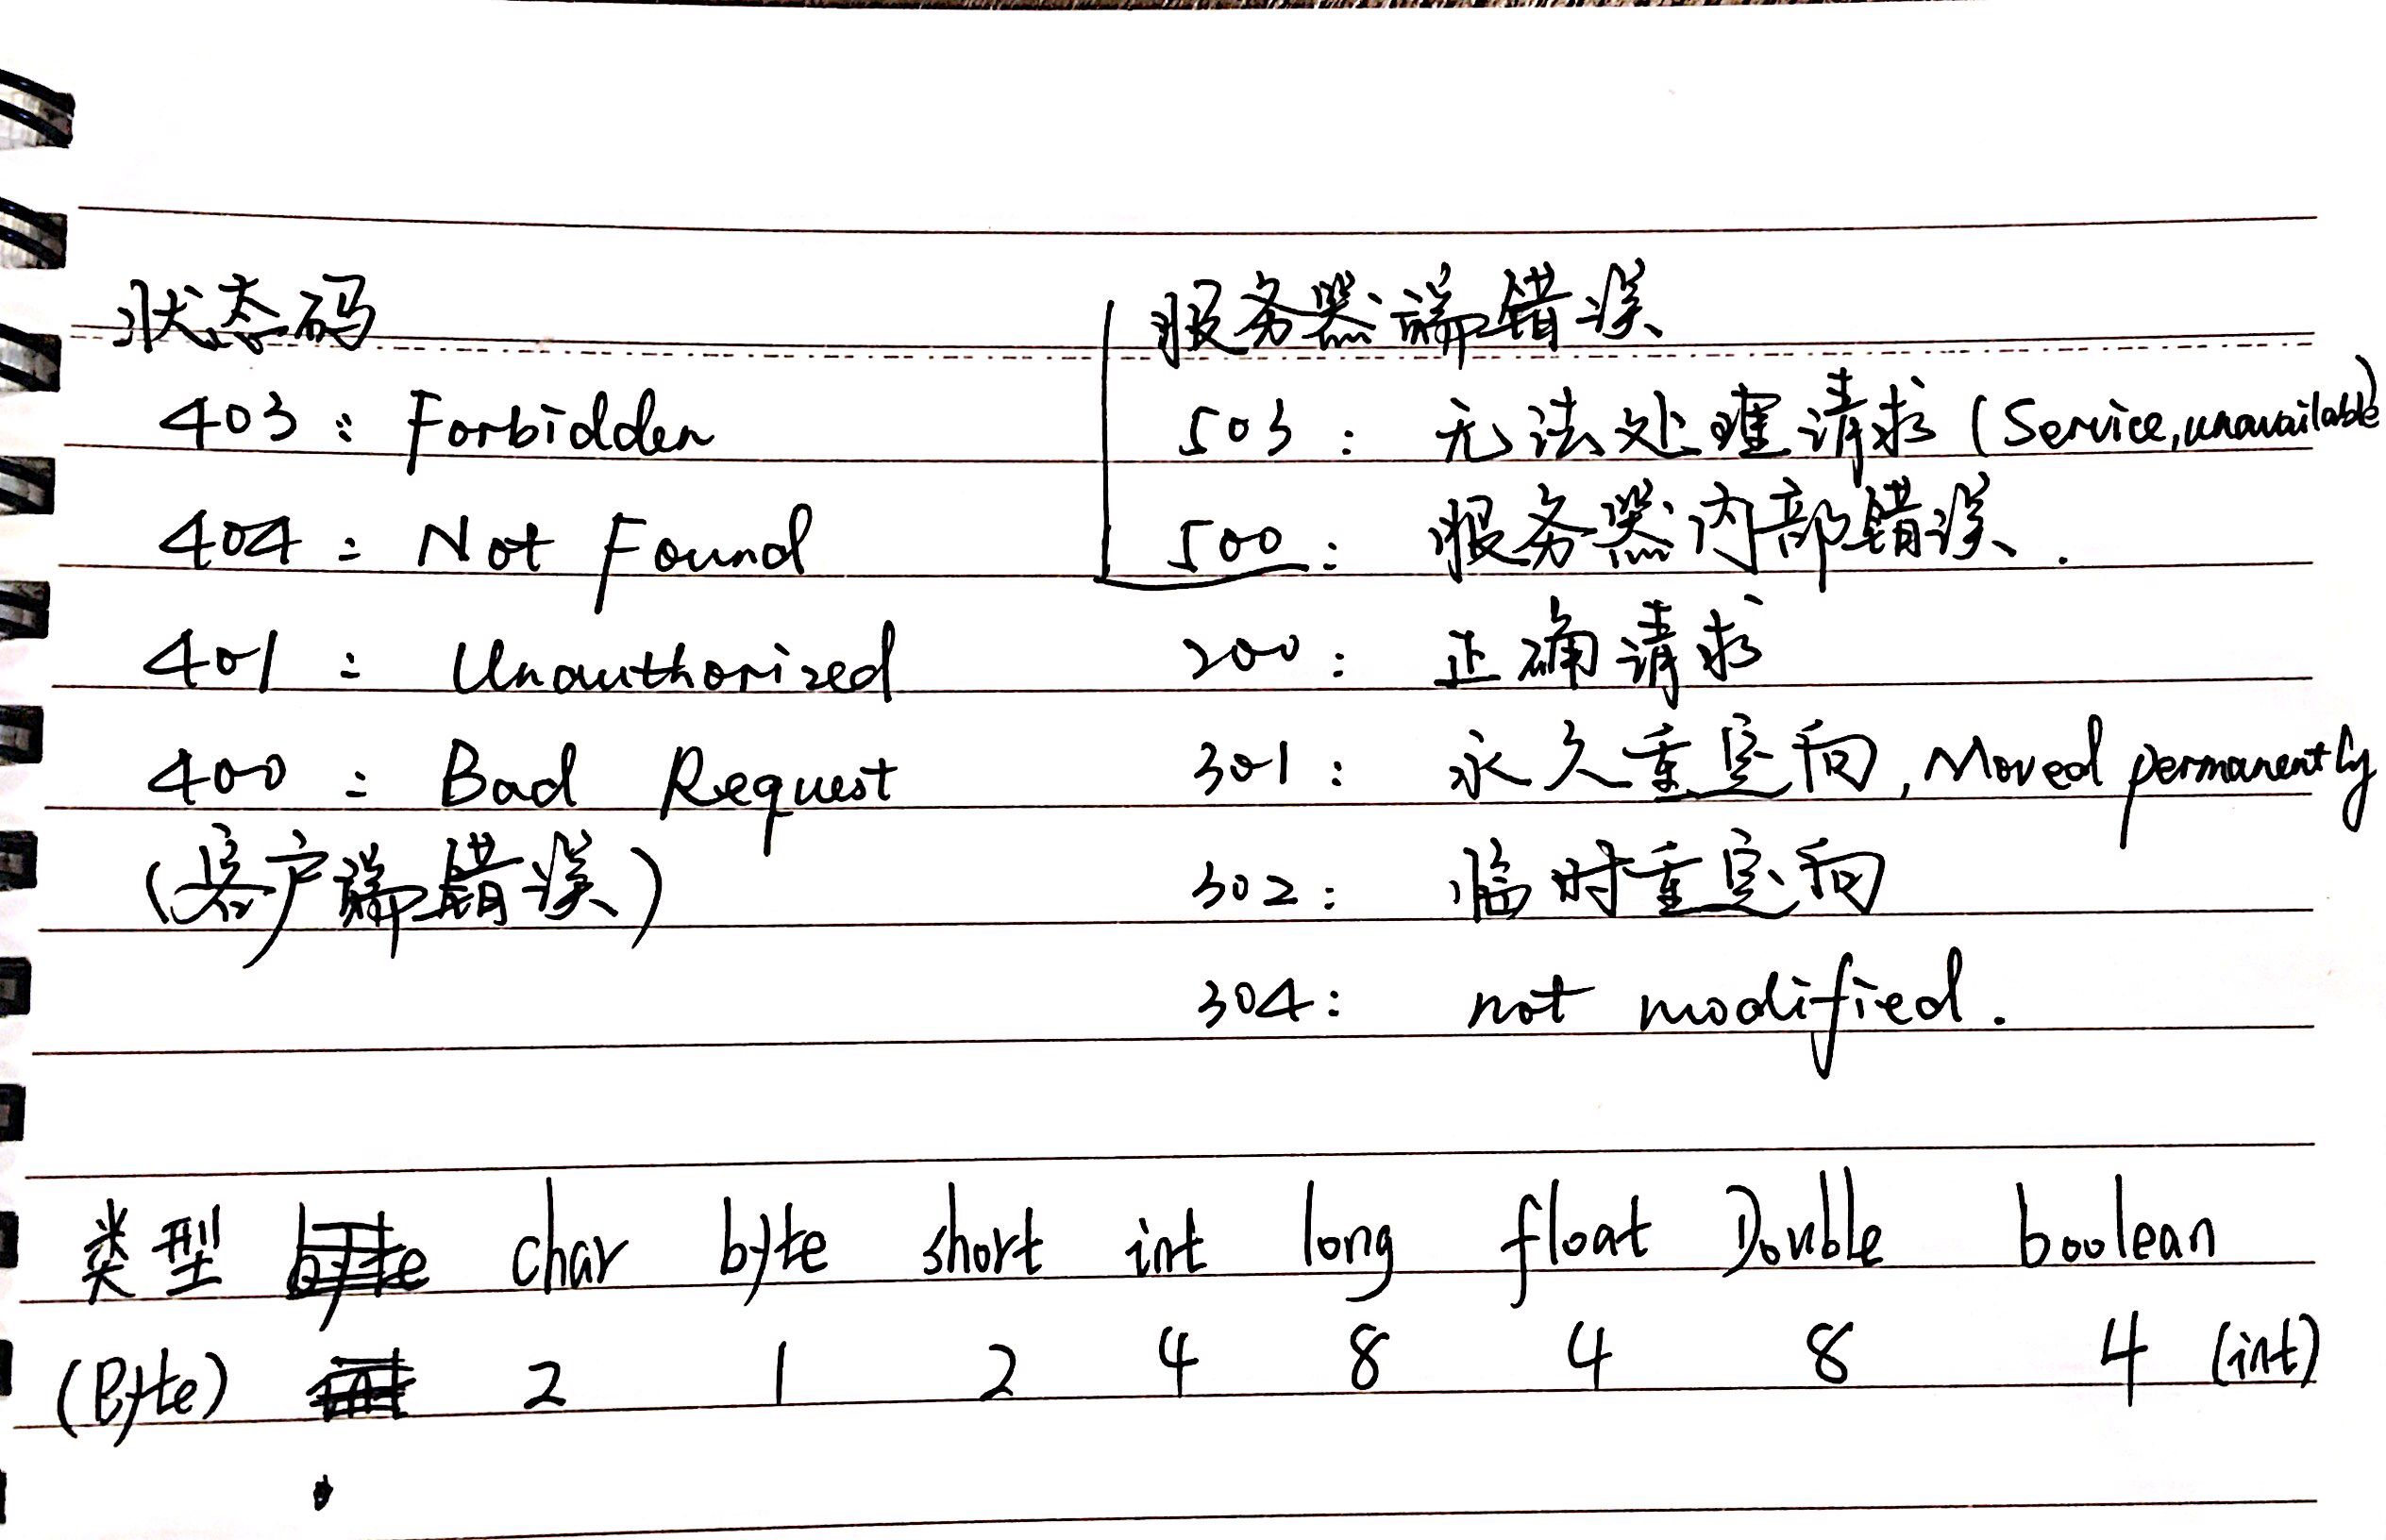 状态码
403 : Forbidden
404 : Not Found
401 : Unauthorized
400 : Bad Request
(客户端错误)
服务器端错误
503 : 无法处理请求 (Service, unavailable)
500 : 服务器内部错误.
200 : 正确请求
301 : 永久重定向, Moved permanently
302 : 临时重定向
304 : not modified.
类型 byte char byte short int long float Double boolean
(Byte) 2 1 2 4 8 4 8 4 (int)